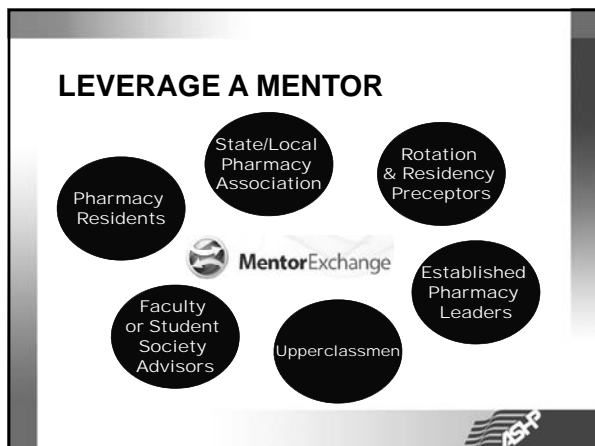 LEVERAGE A MENTOR
State/Local
Pharmacy
Association
Rotation
& Residency
Preceptors
Pharmacy
Residents
MentorExchange
Established
Pharmacy
Leaders
Faculty
or Student
Society
Advisors
Upperclassmen
ASHP